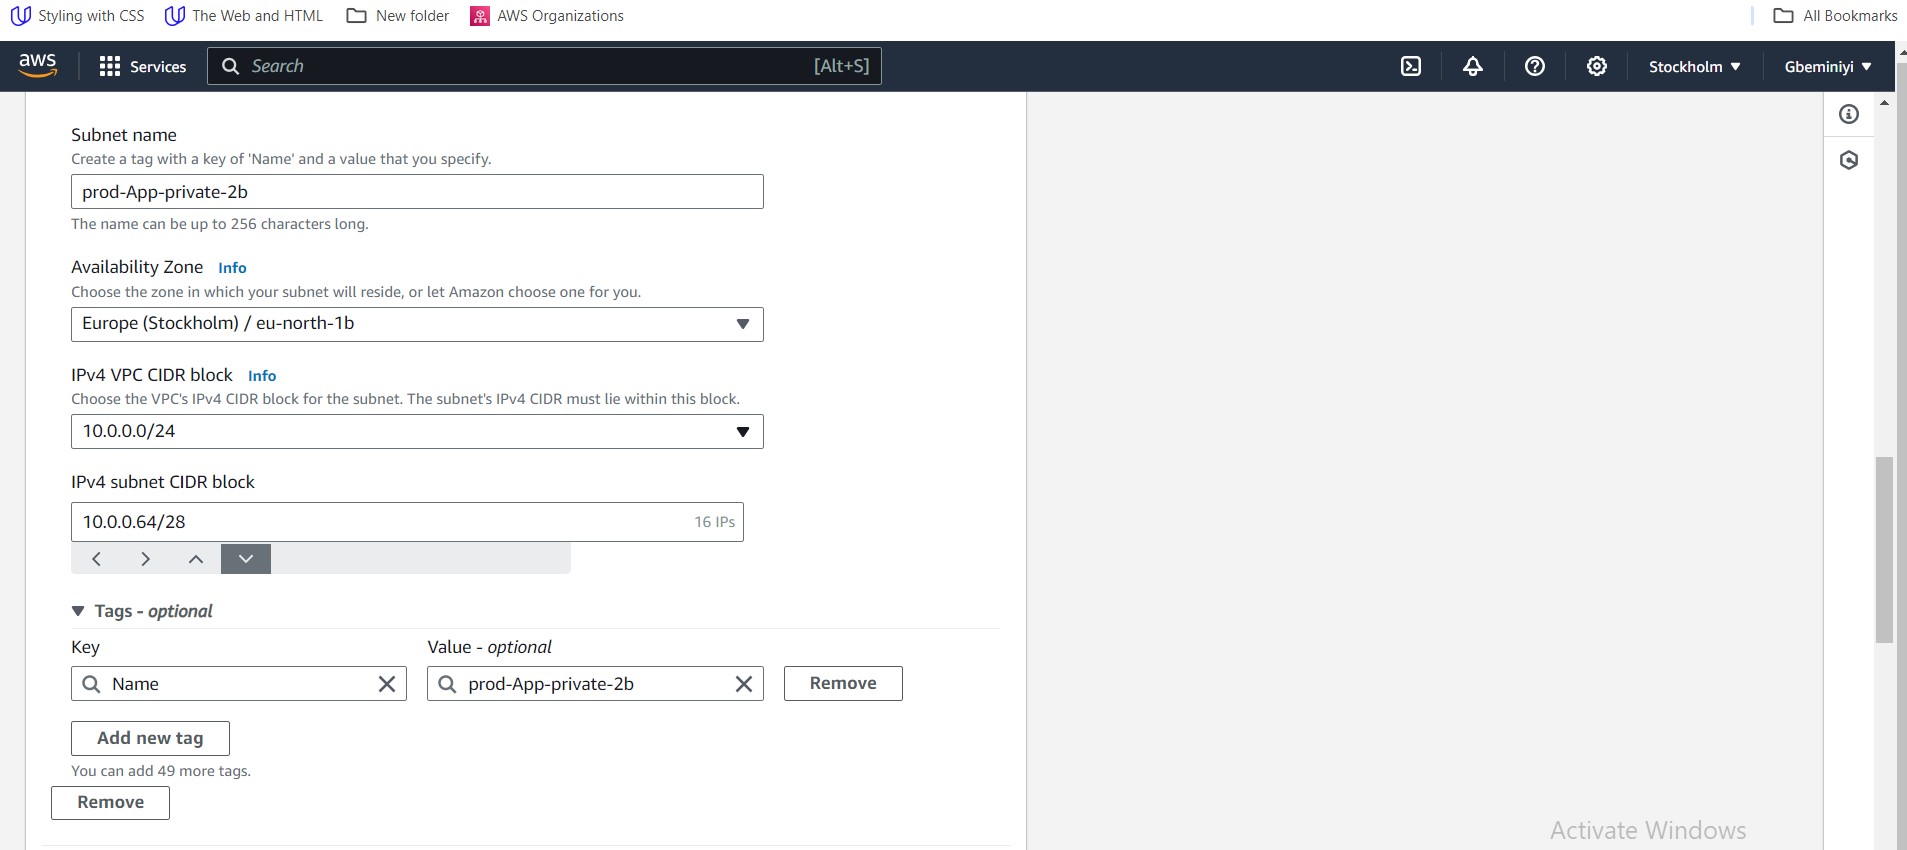 Styling with CSS The Web and HTML New folder AWS Organizations All Bookmarks
aws Services Search [Alt+S] Stockholm Gbeminiyi
Subnet name
Create a tag with a key of 'Name' and a value that you specify.
prod-App-private-2b
The name can be up to 256 characters long.
Availability Zone Info
Choose the zone in which your subnet will reside, or let Amazon choose one for you.
Europe (Stockholm) / eu-north-1b
IPv4 VPC CIDR block Info
Choose the VPC's IPv4 CIDR block for the subnet. The subnet's IPv4 CIDR must lie within this block.
10.0.0.0/24
IPv4 subnet CIDR block
10.0.0.64/28 16 IPs
Tags - optional
Key Value - optional
Name prod-App-private-2b Remove
Add new tag
You can add 49 more tags.
Remove
Activate Windows